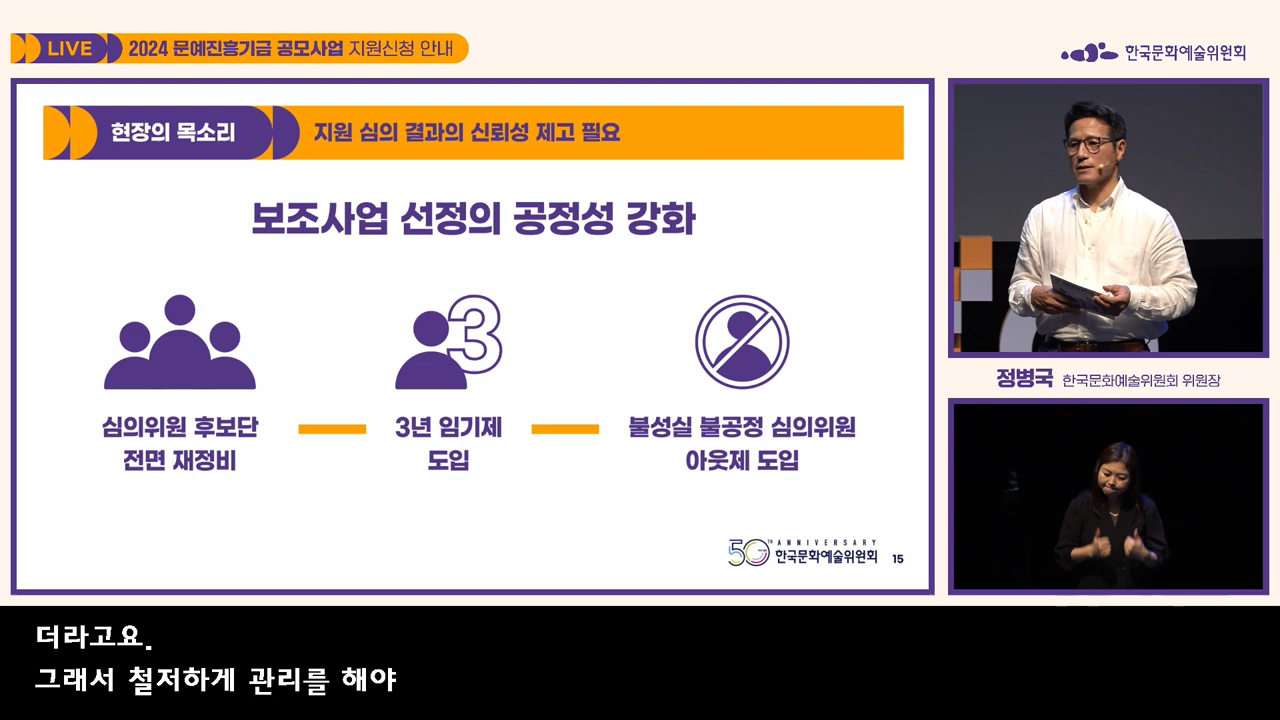 LIVE 2024 문예진흥기금 공모사업 지원신청 안내
한국문화예술위원회
현장의 목소리 지원 심의 결과의 신뢰성 제고 필요
보조사업 선정의 공정성 강화
3
심의위원 후보단
전면 재정비
3년 임기제
도입
불성실 불공정 심의위원
아웃제 도입
50TH ANNIVERSARY
한국문화예술위원회
15
정병국 한국문화예술위원회 위원장
더라고요.
그래서 철저하게 관리를 해야